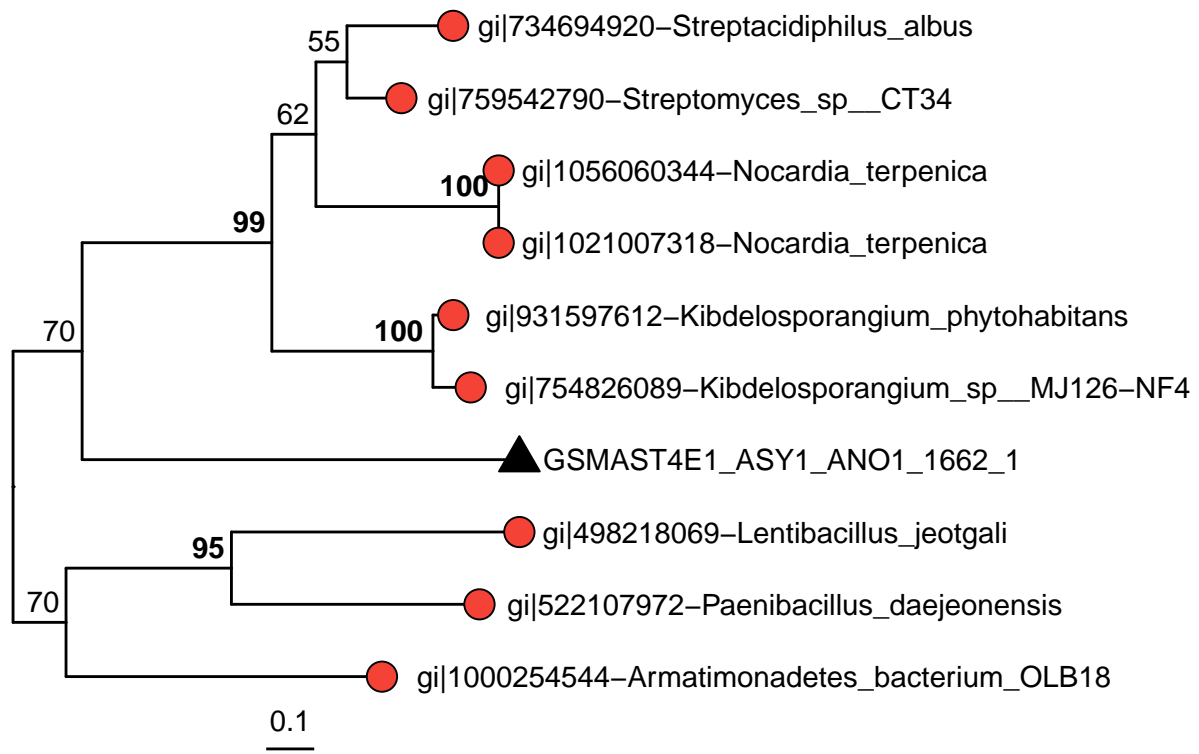 55
gi|734694920−Streptacidiphilus_albus
gi|759542790−Streptomyces_sp__CT34
62
100
gi|1056060344−Nocardia_terpenica
99
gi|1021007318−Nocardia_terpenica
70
100
gi|931597612−Kibdelosporangium_phytohabitans
gi|754826089−Kibdelosporangium_sp__MJ126−NF4
GSMAST4E1_ASY1_ANO1_1662_1
95
gi|498218069−Lentibacillus_jeotgali
70
gi|522107972−Paenibacillus_daejeonensis
gi|1000254544−Armatimonadetes_bacterium_OLB18
0.1